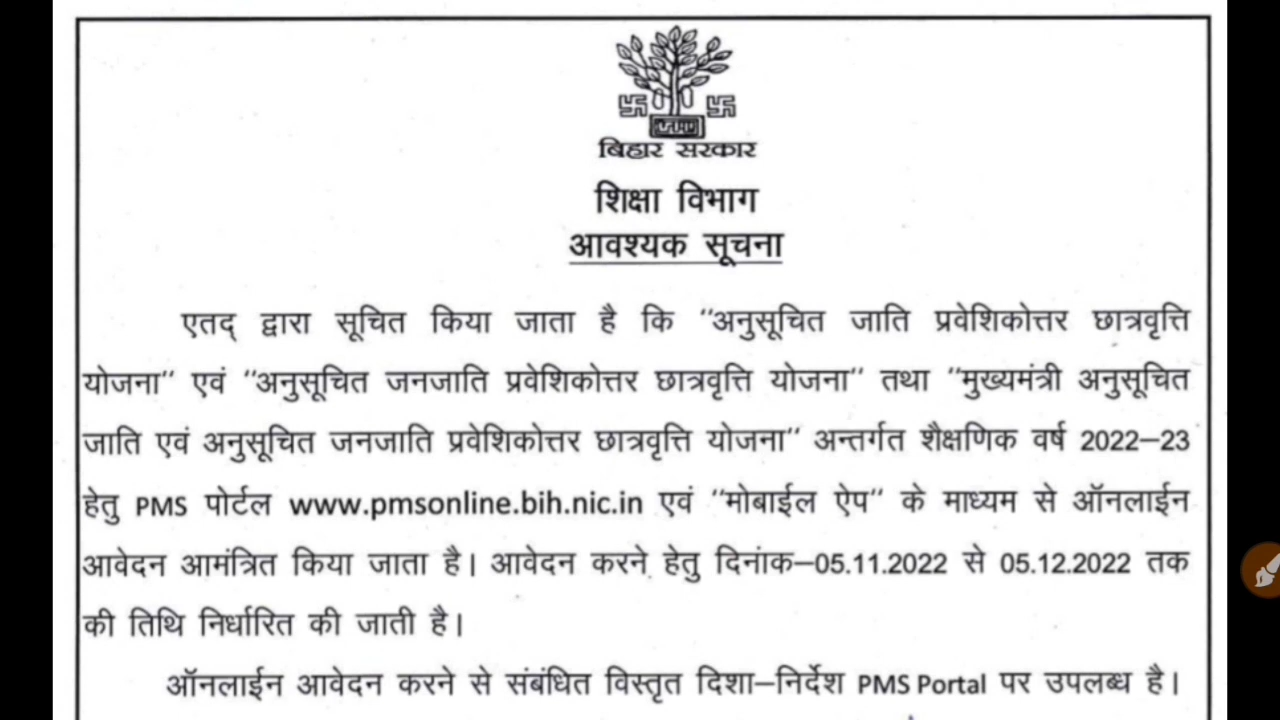 बिहार सरकार
शिक्षा विभाग
आवश्यक सूचना
एतद् द्वारा सूचित किया जाता है कि "अनुसूचित जाति प्रवेशिकोत्तर छात्रवृत्ति
योजना" एवं "अनुसूचित जनजाति प्रवेशिकोत्तर छात्रवृत्ति योजना" तथा "मुख्यमंत्री अनुसूचित
जाति एवं अनुसूचित जनजाति प्रवेशिकोत्तर छात्रवृत्ति योजना" अन्तर्गत शैक्षणिक वर्ष 2022–23
हेतु PMS पोर्टल www.pmsonline.bih.nic.in एवं "मोबाईल ऐप" के माध्यम से ऑनलाईन
आवेदन आमंत्रित किया जाता है। आवेदन करने हेतु दिनांक–05.11.2022 से 05.12.2022 तक
की तिथि निर्धारित की जाती है।
ऑनलाईन आवेदन करने से संबंधित विस्तृत दिशा–निर्देश PMS Portal पर उपलब्ध है।